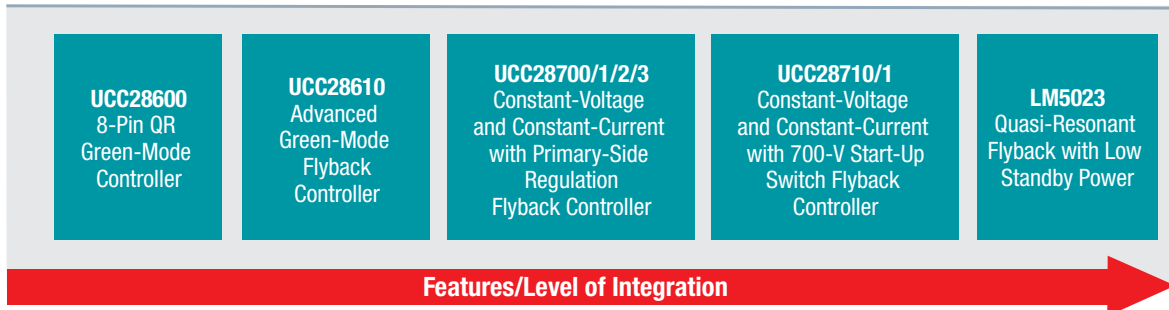 UCC28600
8-Pin QR
Green-Mode
Controller
UCC28610
Advanced
Green-Mode
Flyback
Controller
UCC28700/1/2/3
Constant-Voltage
and Constant-Current
with Primary-Side
Regulation
Flyback Controller
UCC28710/1
Constant-Voltage
and Constant-Current
with 700-V Start-Up
Switch Flyback
Controller
LM5023
Quasi-Resonant
Flyback with Low
Standby Power
Features/Level of Integration